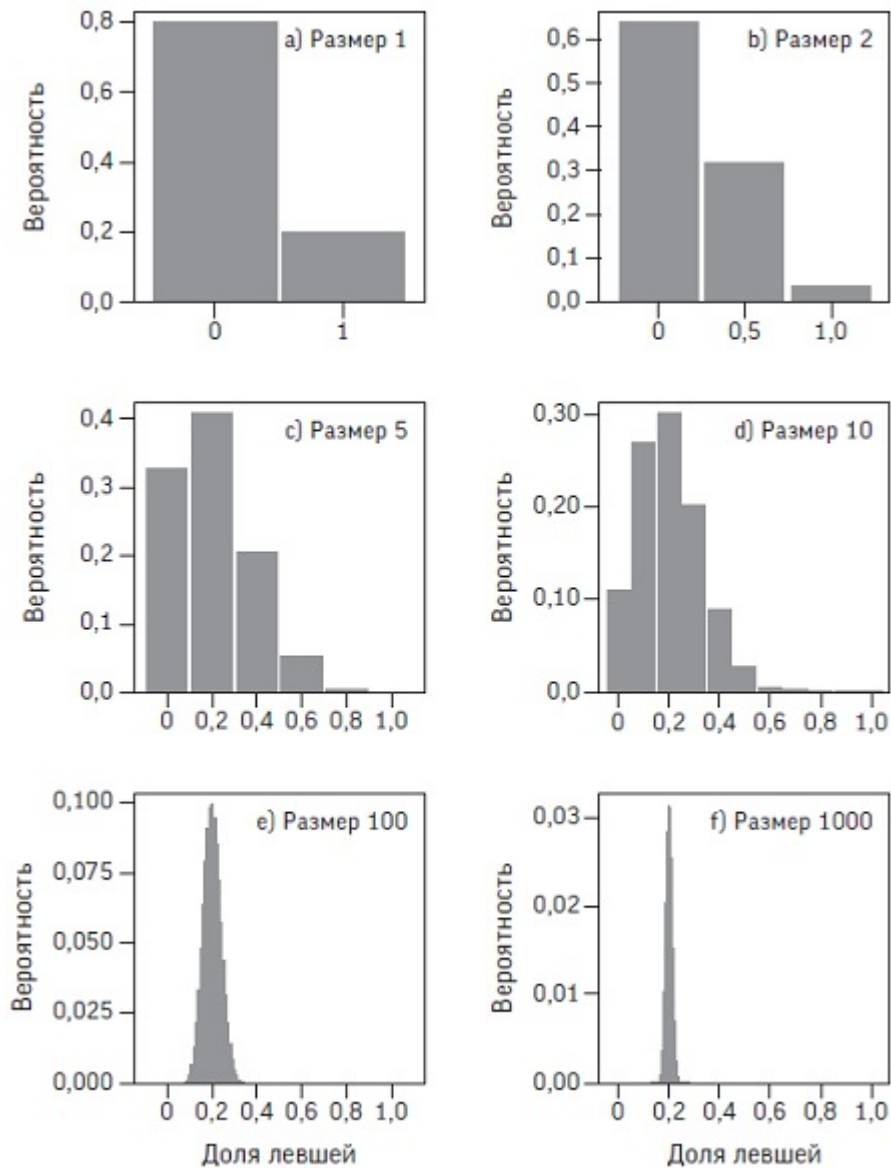 a) Размер 1
Вероятность
0,8
0,6
0,4
0,2
0,0
0 1
b) Размер 2
Вероятность
0,6
0,5
0,4
0,3
0,2
0,1
0,0
0 0,5 1,0
c) Размер 5
Вероятность
0,4
0,3
0,2
0,1
0,0
0 0,2 0,4 0,6 0,8 1,0
d) Размер 10
Вероятность
0,30
0,20
0,10
0,0
0 0,2 0,4 0,6 0,8 1,0
e) Размер 100
Вероятность
0,100
0,075
0,050
0,025
0,000
0 0,2 0,4 0,6 0,8 1,0
Доля левшей
f) Размер 1000
Вероятность
0,03
0,02
0,01
0,00
0 0,2 0,4 0,6 0,8 1,0
Доля левшей